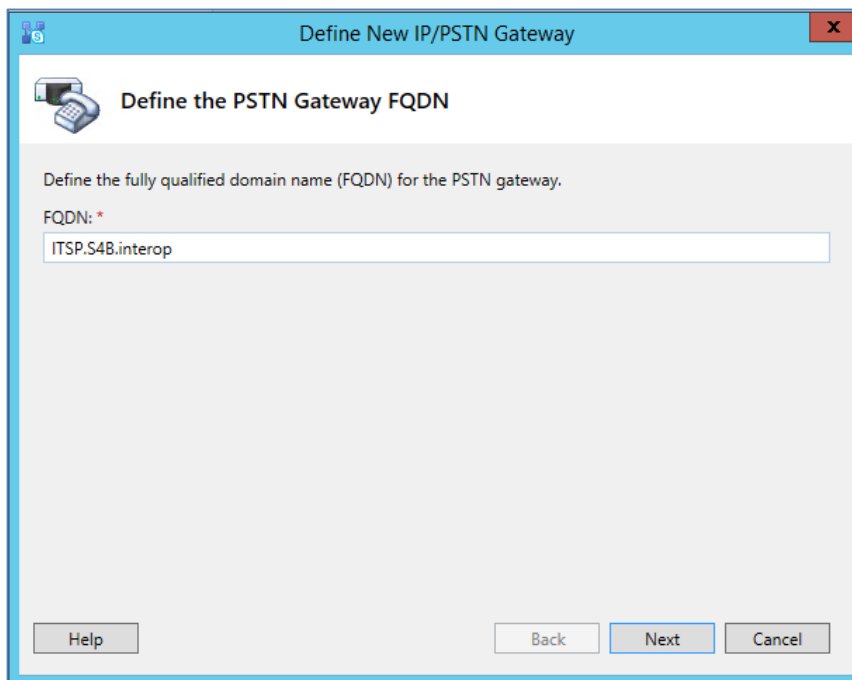 Define New IP/PSTN Gateway
x
Define the PSTN Gateway FQDN
Define the fully qualified domain name (FQDN) for the PSTN gateway.
FQDN: *
ITSP.S4B.interop
Help Back Next Cancel